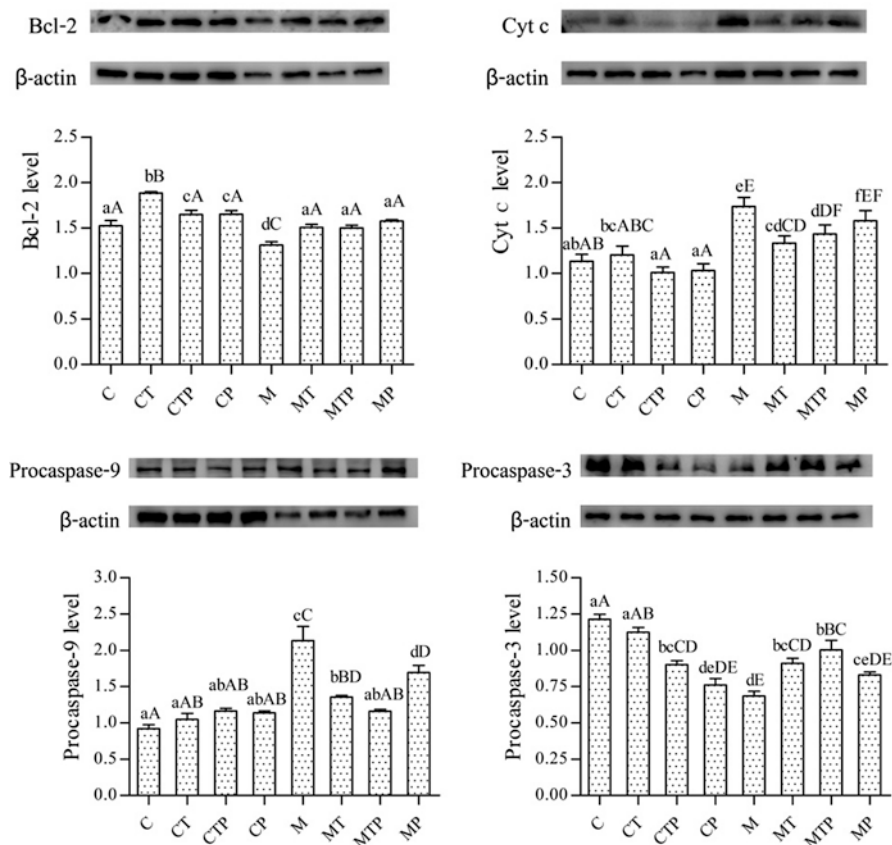 Bcl-2
β-actin
Bcl-2 level
2.5
2.0
1.5
1.0
0.5
0.0
aA bB cA cA dC aA aA aA
C CT CTP CP M MT MTP MP
Cyt c
β-actin
Cyt c level
2.5
2.0
1.5
1.0
0.5
0.0
abAB bcABC aA aA eE cdCD dDF fEF
C CT CTP CP M MT MTP MP
Procaspase-9
β-actin
Procaspase-9 level
3.0
2.5
2.0
1.5
1.0
0.5
0.0
aA aAB abAB abAB cC bBD abAB dD
C CT CTP CP M MT MTP MP
Procaspase-3
β-actin
Procaspase-3 level
1.50
1.25
1.00
0.75
0.50
0.25
0.00
aA aAB bcCD deDE dE bcCD bBC ceDE
C CT CTP CP M MT MTP MP